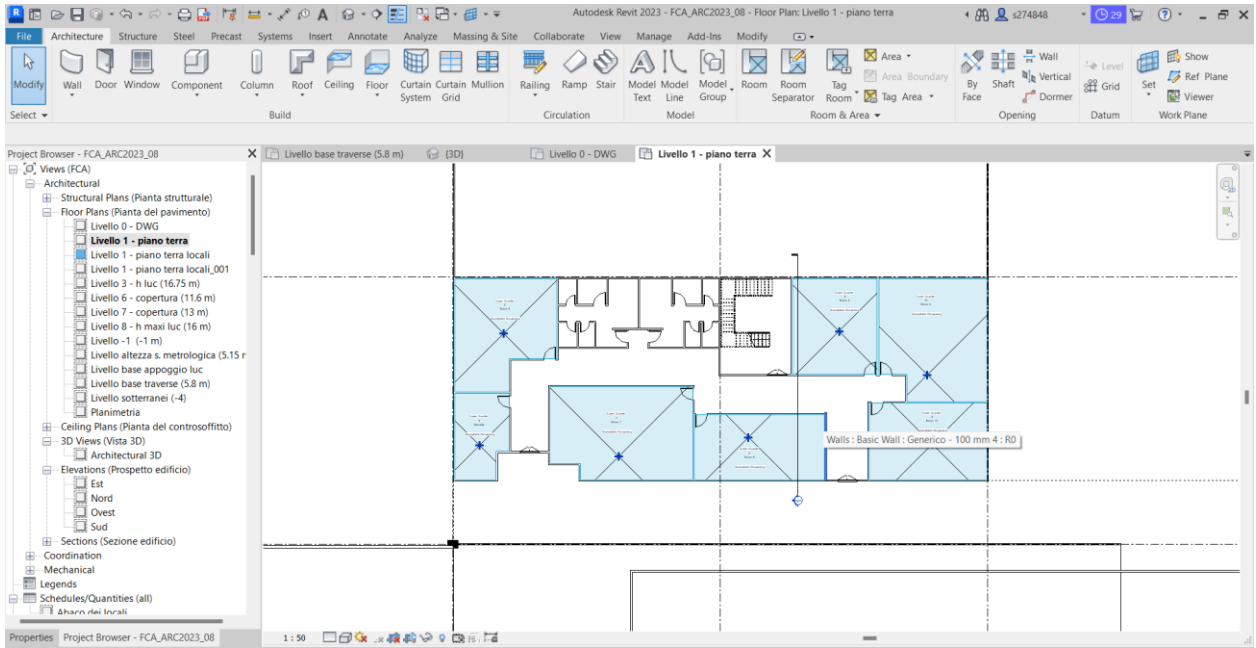 Autodesk Revit 2023 - FCA_ARC2023_08 - Floor Plan: Livello 1 - piano terra
s274848
29
File Architecture Structure Steel Precast Systems Insert Annotate Analyze Massing & Site Collaborate View Manage Add-Ins Modify
Modify
Wall Door Window Component Column Roof Ceiling Floor Curtain System Curtain Grid Mullion
Railing Ramp Stair
Model Text Model Line Model Group
Room Room Separator Tag Room
Area
Area Boundary
Tag Area
By Face Shaft
Wall
Vertical
Dormer
Level
Grid
Set
Show
Ref Plane
Viewer
Select Build Circulation Model Room & Area Opening Datum Work Plane
Project Browser - FCA_ARC2023_08
Livello base traverse (5.8 m) {3D} Livello 0 - DWG Livello 1 - piano terra
Views (FCA)
Architectural
Structural Plans (Pianta strutturale)
Floor Plans (Pianta del pavimento)
Livello 0 - DWG
Livello 1 - piano terra
Livello 1 - piano terra locali
Livello 1 - piano terra locali_001
Livello 3 - h luc (16.75 m)
Livello 6 - copertura (11.6 m)
Livello 7 - copertura (13 m)
Livello 8 - h maxi luc (16 m)
Livello -1 (-1 m)
Livello altezza s. metrologica (5.15 r
Livello base appoggio luc
Livello base traverse (5.8 m)
Livello sotterranei (-4)
Planimetria
Ceiling Plans (Pianta del controsoffitto)
3D Views (Vista 3D)
Architectural 3D
Elevations (Prospetto edificio)
Est
Nord
Ovest
Sud
Sections (Sezione edificio)
Coordination
Mechanical
Legends
Schedules/Quantities (all)
Abaco dei locali
Walls : Basic Wall : Generico - 100 mm 4 : R0
Properties Project Browser - FCA_ARC2023_08
1 : 50